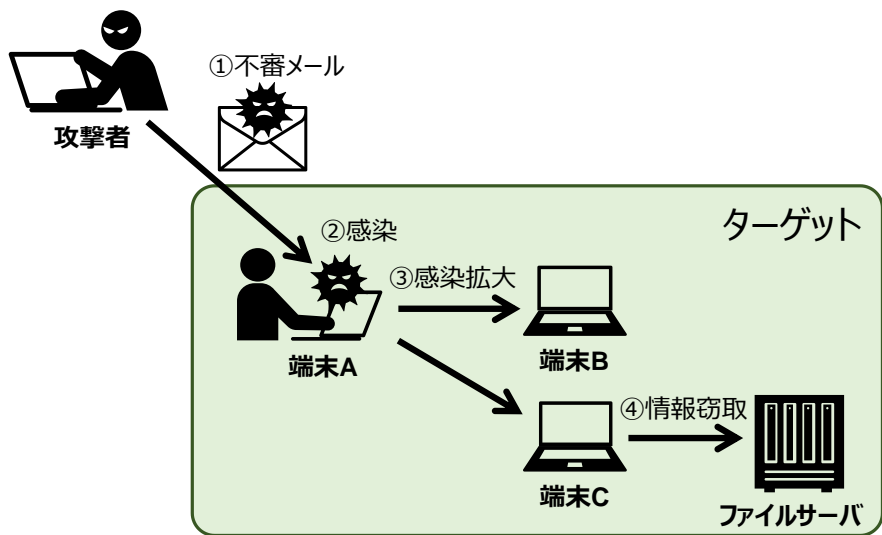 ①不審メール
攻撃者
ターゲット
②感染
③感染拡大
端末A
端末B
④情報窃取
端末C
ファイルサーバ